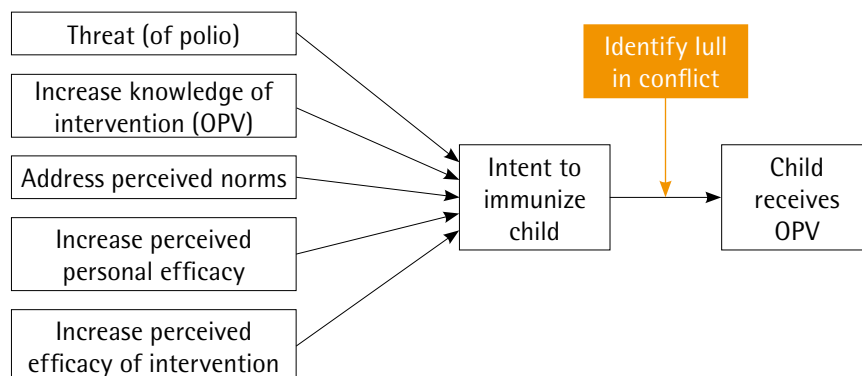 Threat (of polio)
Increase knowledge of
intervention (OPV)
Address perceived norms
Increase perceived
personal efficacy
Increase perceived
efficacy of intervention
Intent to
immunize
child
Identify lull
in conflict
Child
receives
OPV